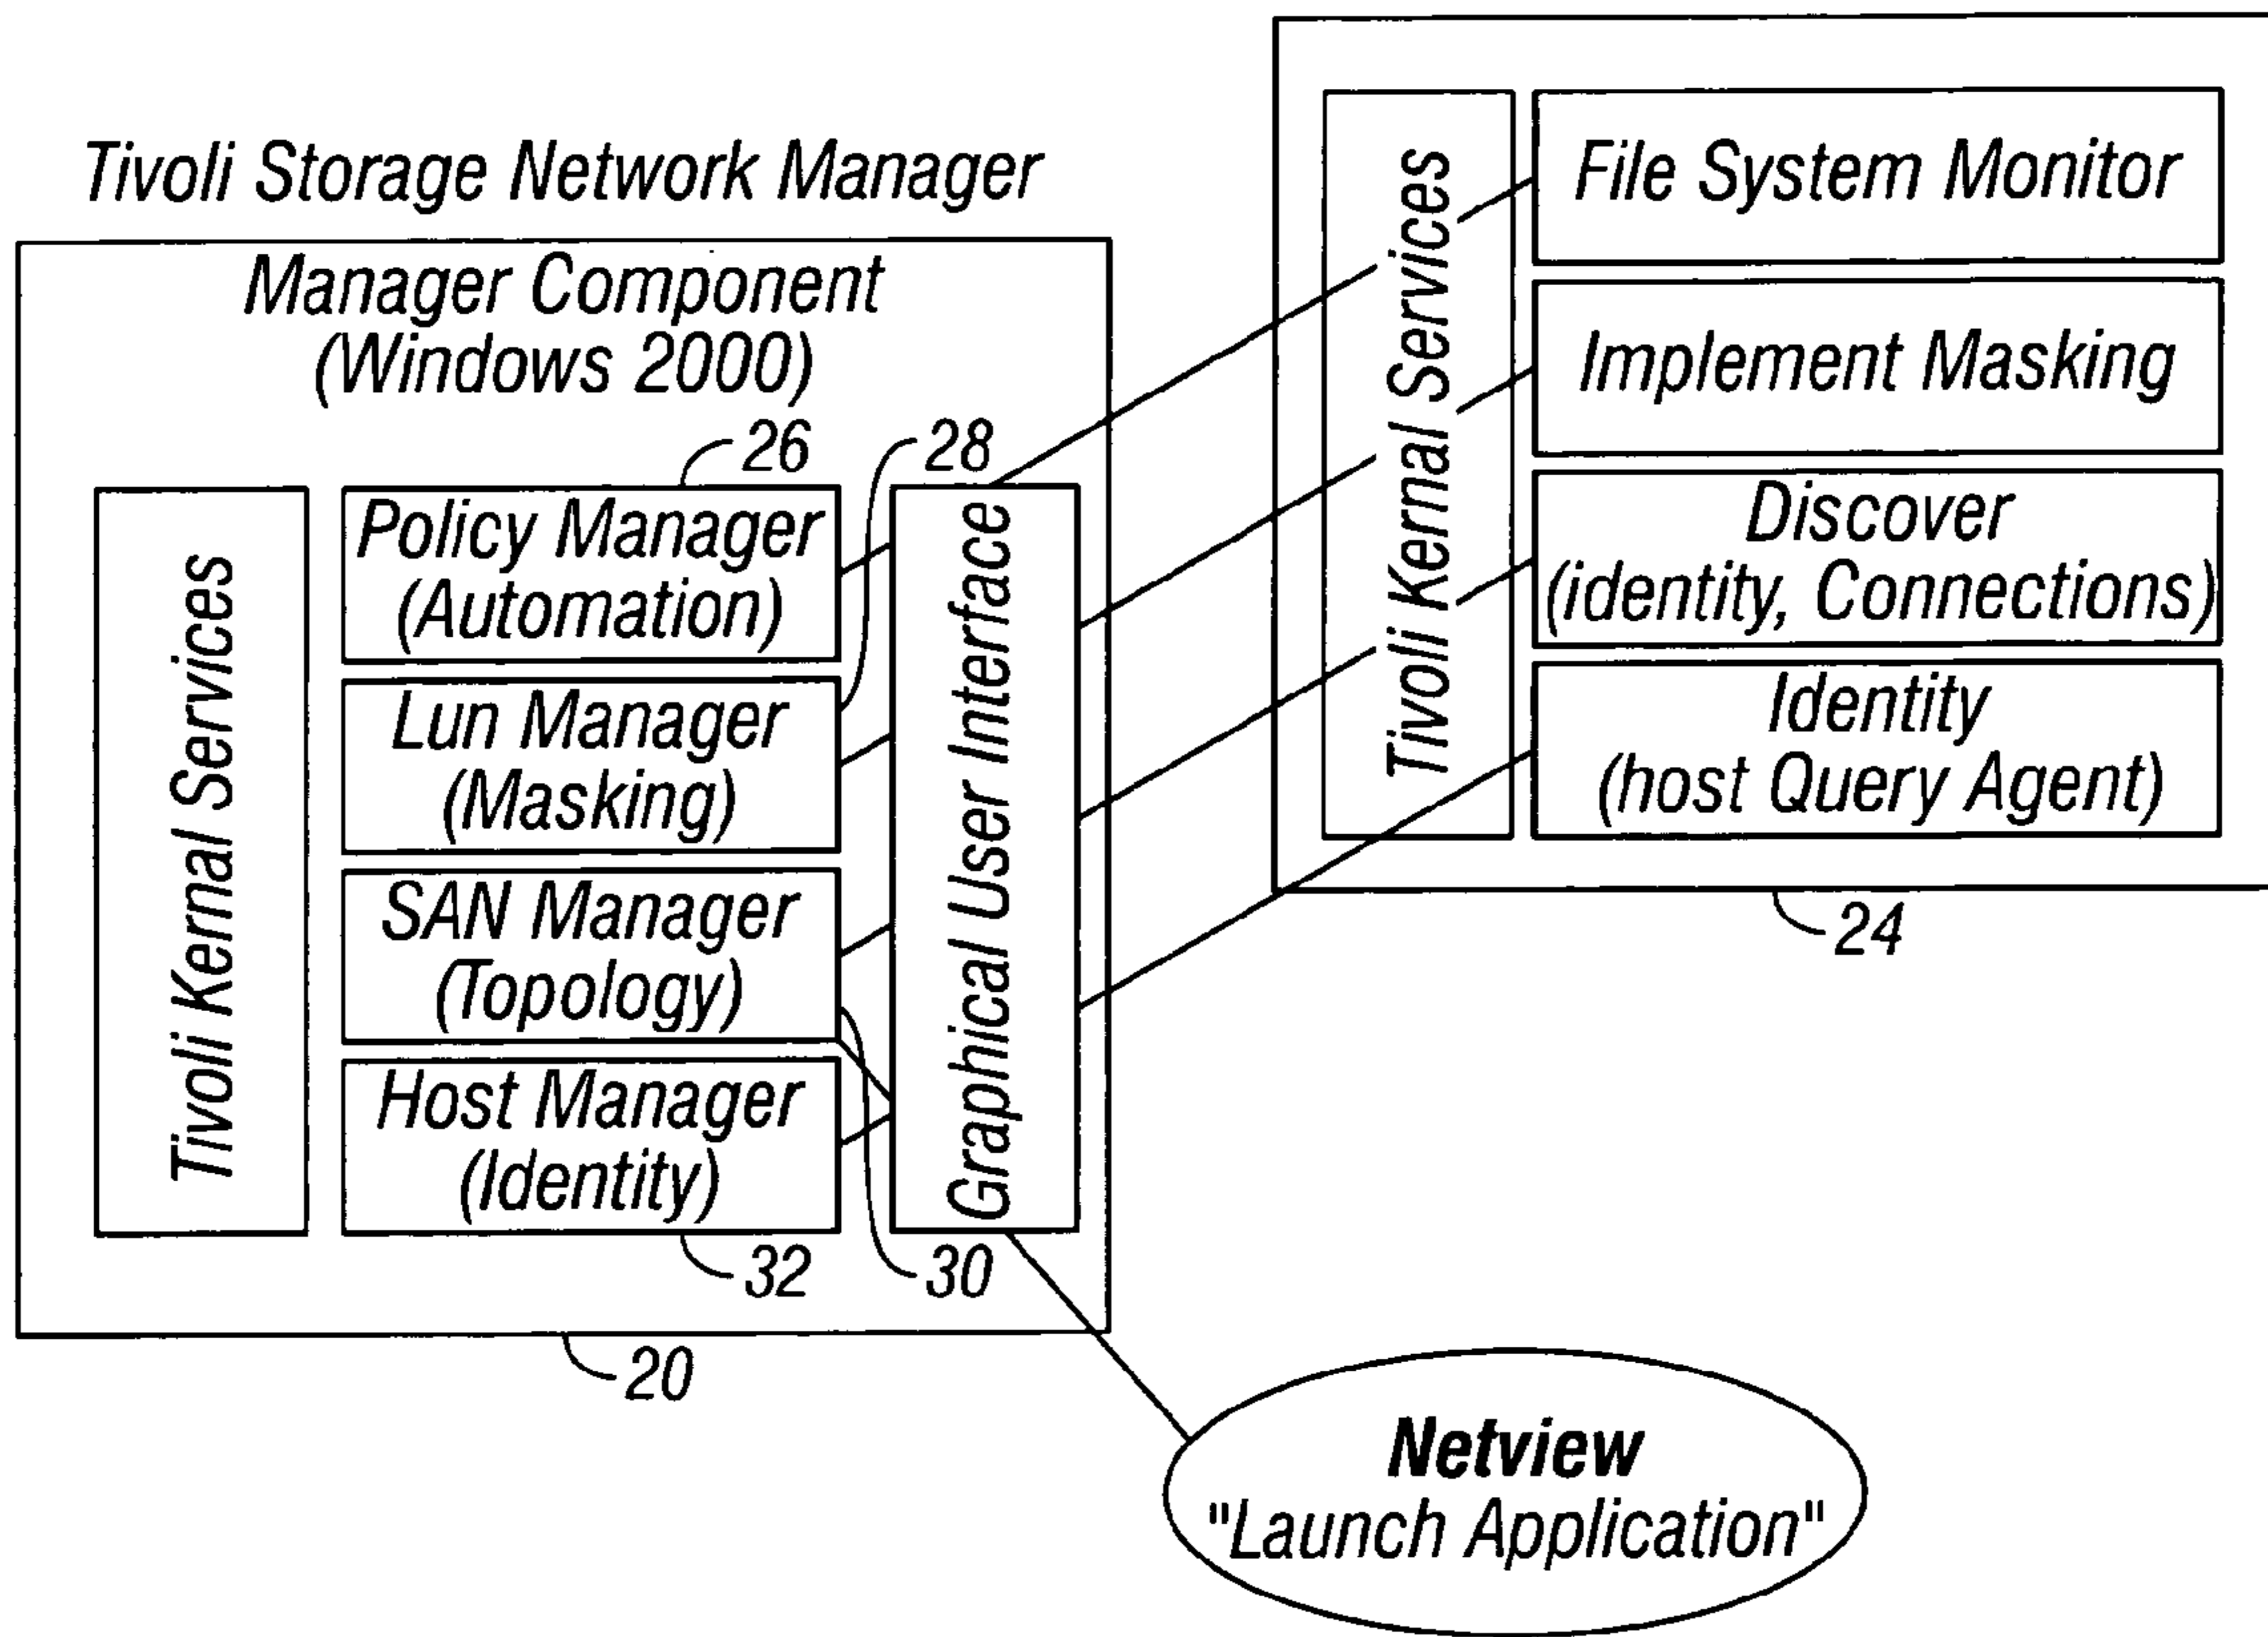 Tivoli Storage Network Manager
Manager Component
(Windows 2000)
26
28
Tivoli Kernal Services
Policy Manager
(Automation)
Lun Manager
(Masking)
SAN Manager
(Topology)
Host Manager
(Identity)
Graphical User Interface
32
30
20
Tivoli Kernal Services
File System Monitor
Implement Masking
Discover
(identity, Connections)
Identity
(host Query Agent)
24
Netview
"Launch Application"